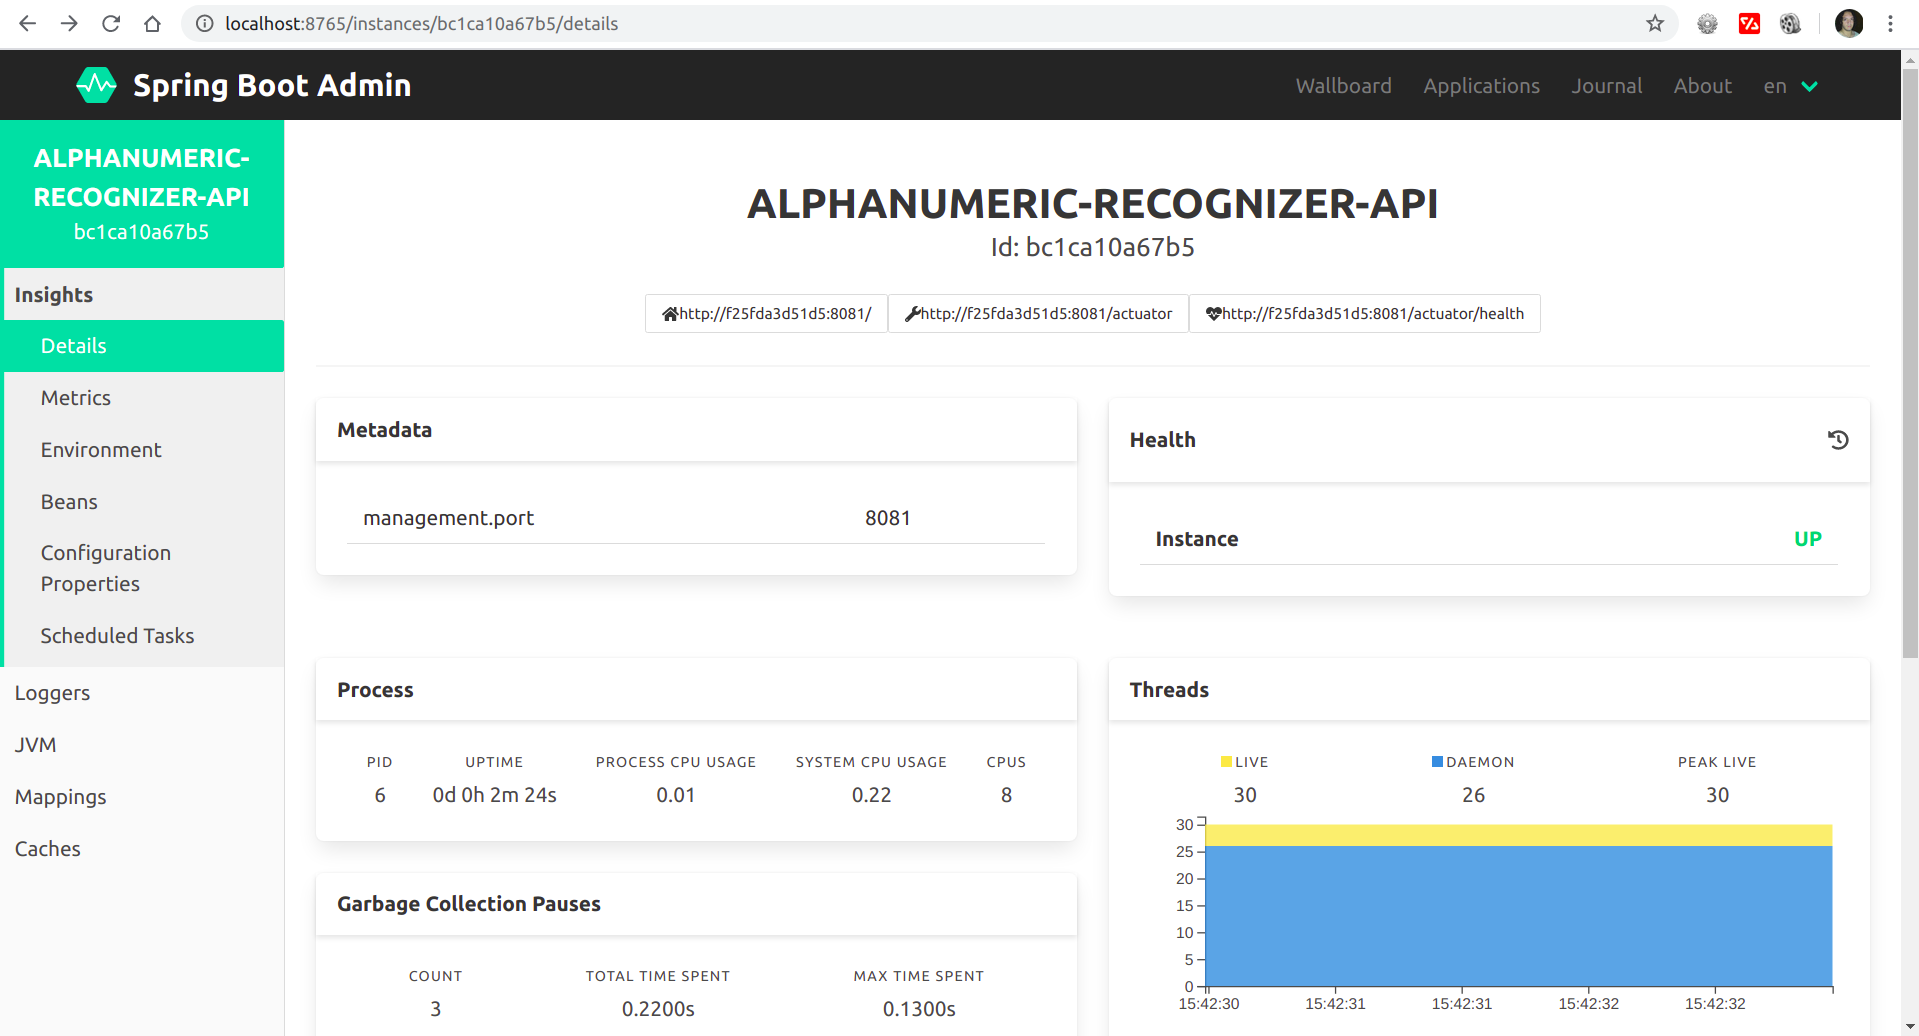 localhost:8765/instances/bc1ca10a67b5/details
Spring Boot Admin
Wallboard Applications Journal About en
ALPHANUMERIC-
RECOGNIZER-API
bc1ca10a67b5
Insights
Details
Metrics
Environment
Beans
Configuration
Properties
Scheduled Tasks
Loggers
JVM
Mappings
Caches
ALPHANUMERIC-RECOGNIZER-API
Id: bc1ca10a67b5
http://f25fda3d51d5:8081/ http://f25fda3d51d5:8081/actuator http://f25fda3d51d5:8081/actuator/health
Metadata
management.port 8081
Health
Instance UP
Process
PID UPTIME PROCESS CPU USAGE SYSTEM CPU USAGE CPUS
6 0d 0h 2m 24s 0.01 0.22 8
Threads
LIVE DAEMON PEAK LIVE
30 26 30
30
25
20
15
10
5
0
15:42:30 15:42:31 15:42:31 15:42:32 15:42:32
Garbage Collection Pauses
COUNT TOTAL TIME SPENT MAX TIME SPENT
3 0.2200s 0.1300s